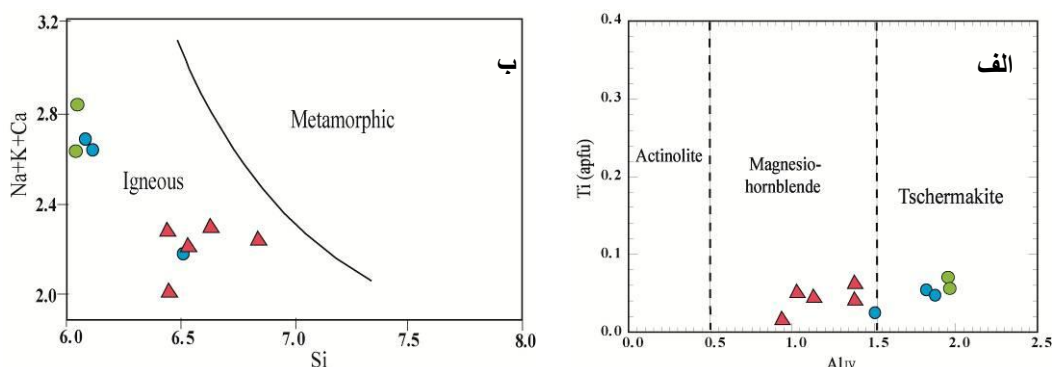 ب
3.2
2.8
2.4
2.0
Na+K+Ca
Metamorphic
Igneous
6.0 6.5 7.0 7.5 8.0
Si
الف
0.4
0.3
0.2
0.1
0.0
Ti (apfu)
Actinolite
Magnesio-
hornblende
Tschermakite
0.0 0.5 1.0 1.5 2.0 2.5
AlIV